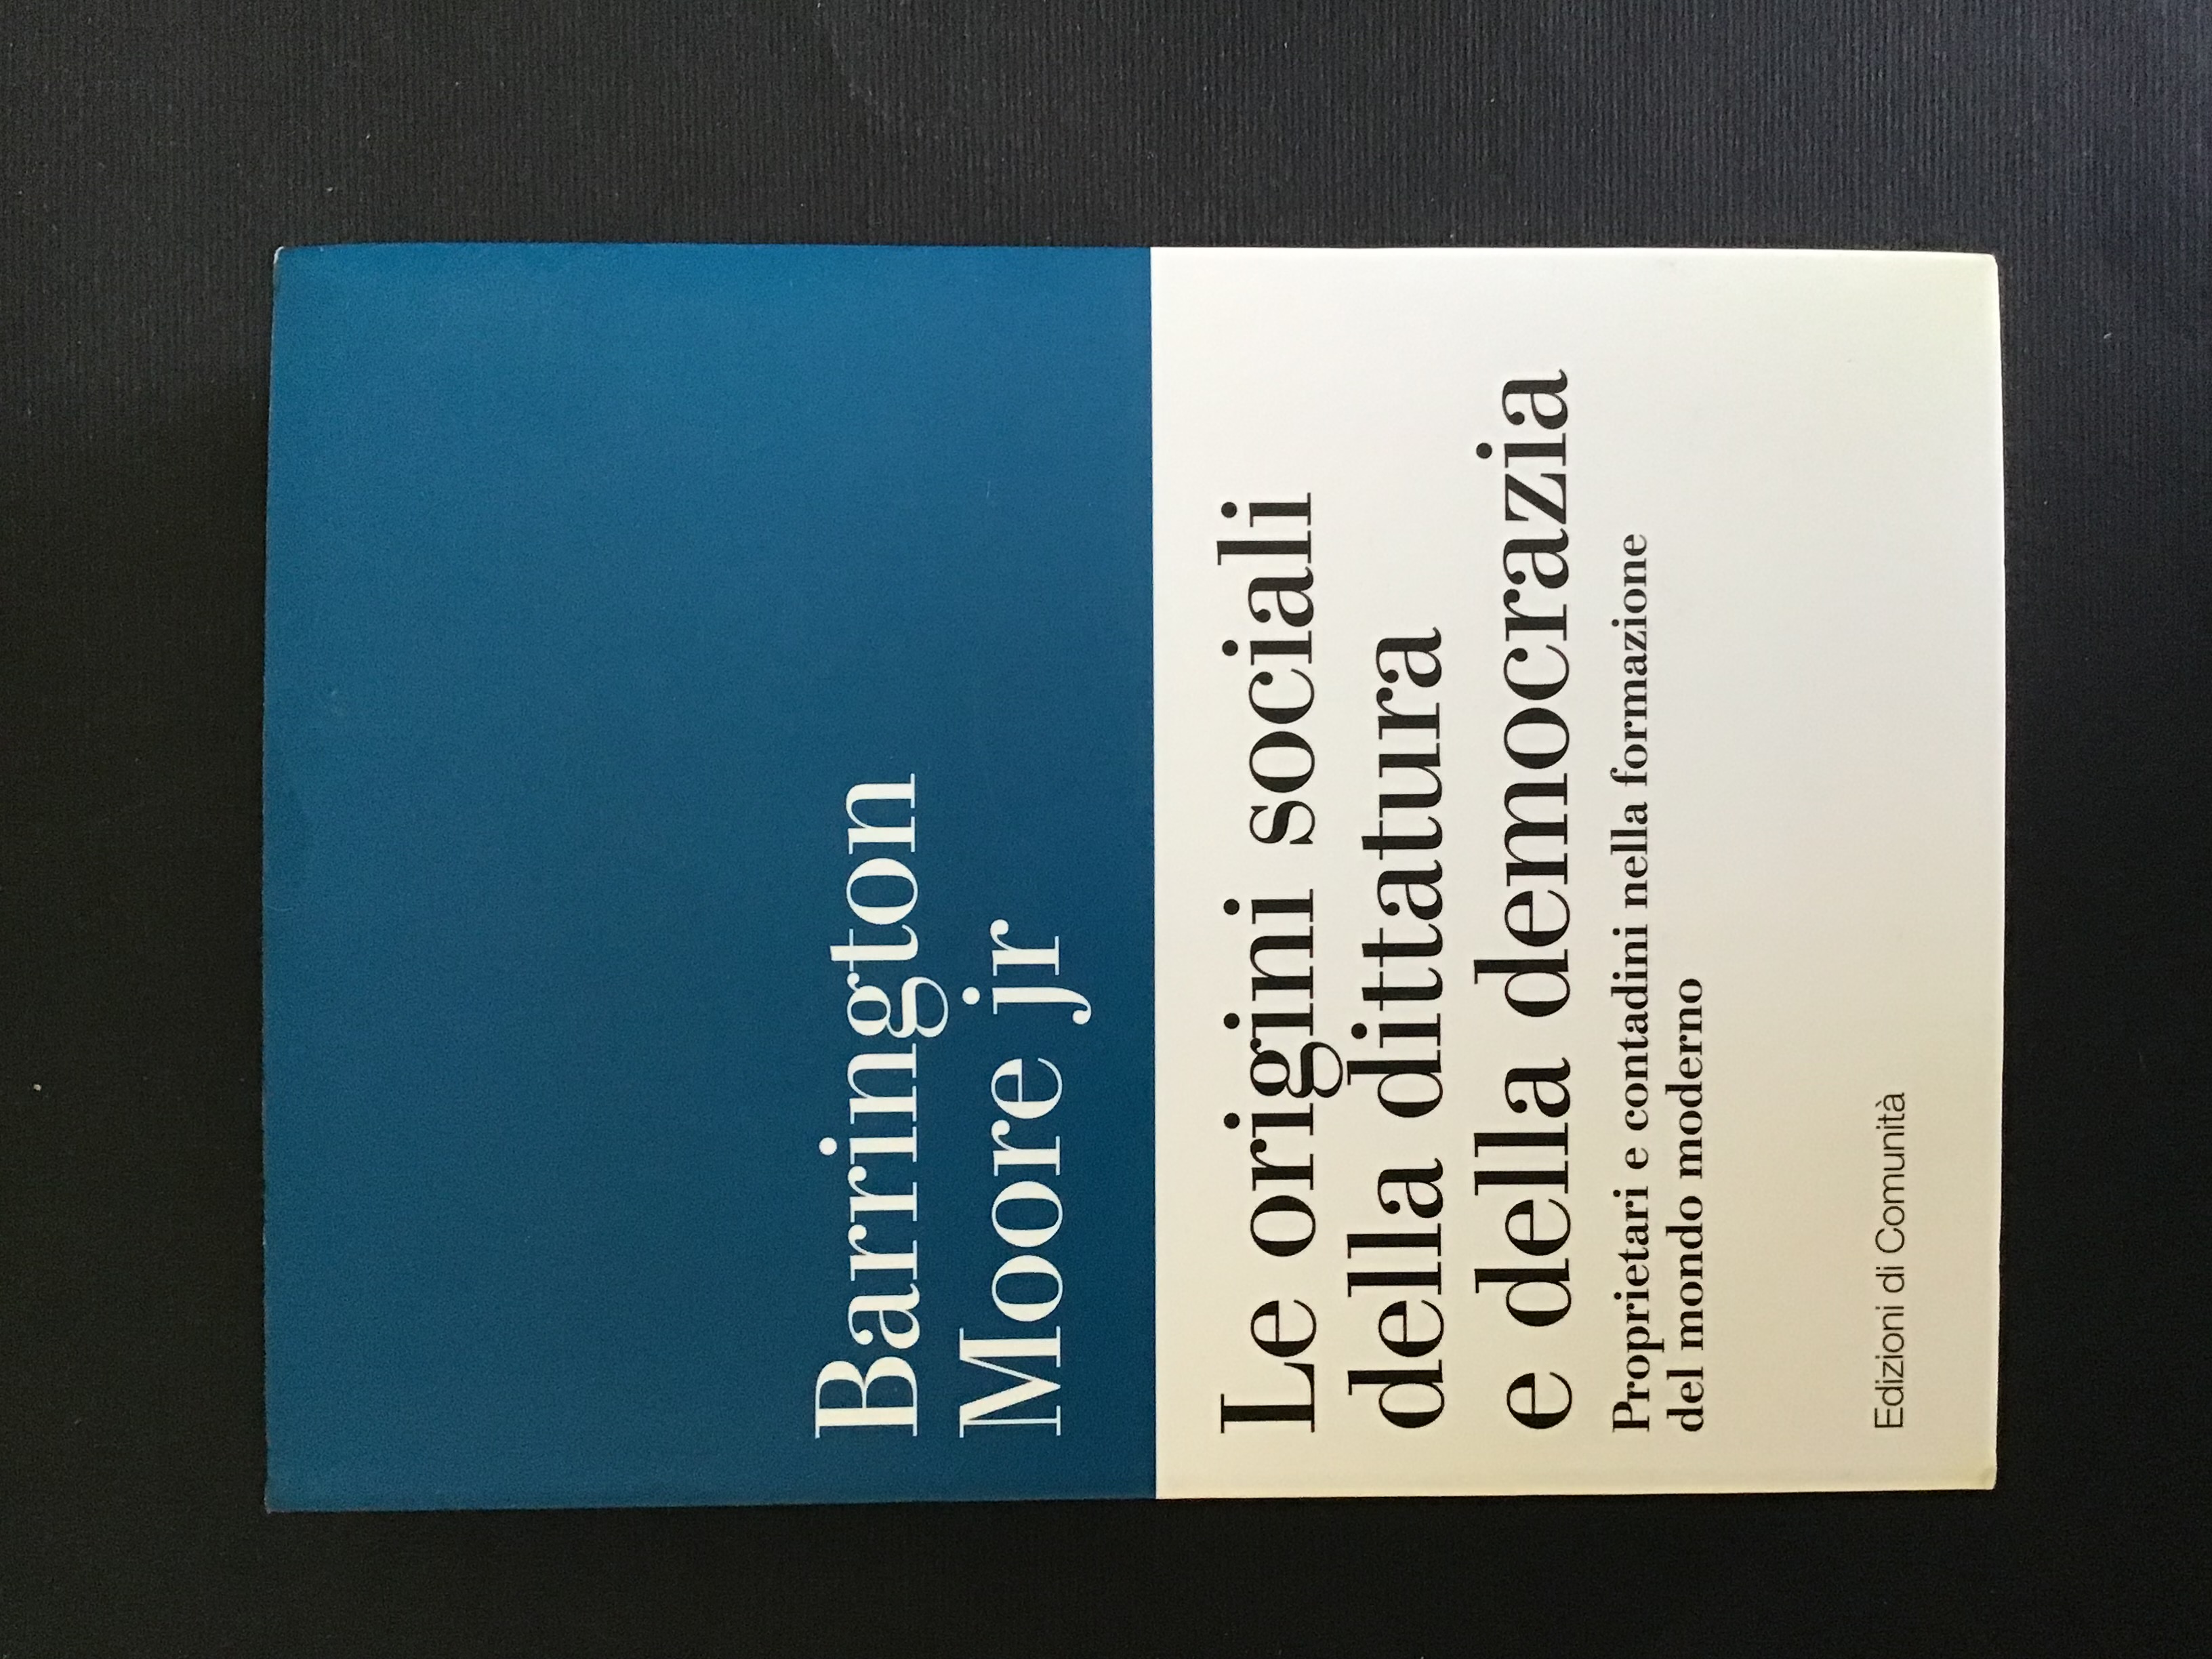 Barrington
Moore jr
Le origini sociali
della dittatura
e della democrazia
Proprietari e contadini nella formazione
del mondo moderno
Edizioni di Comunità